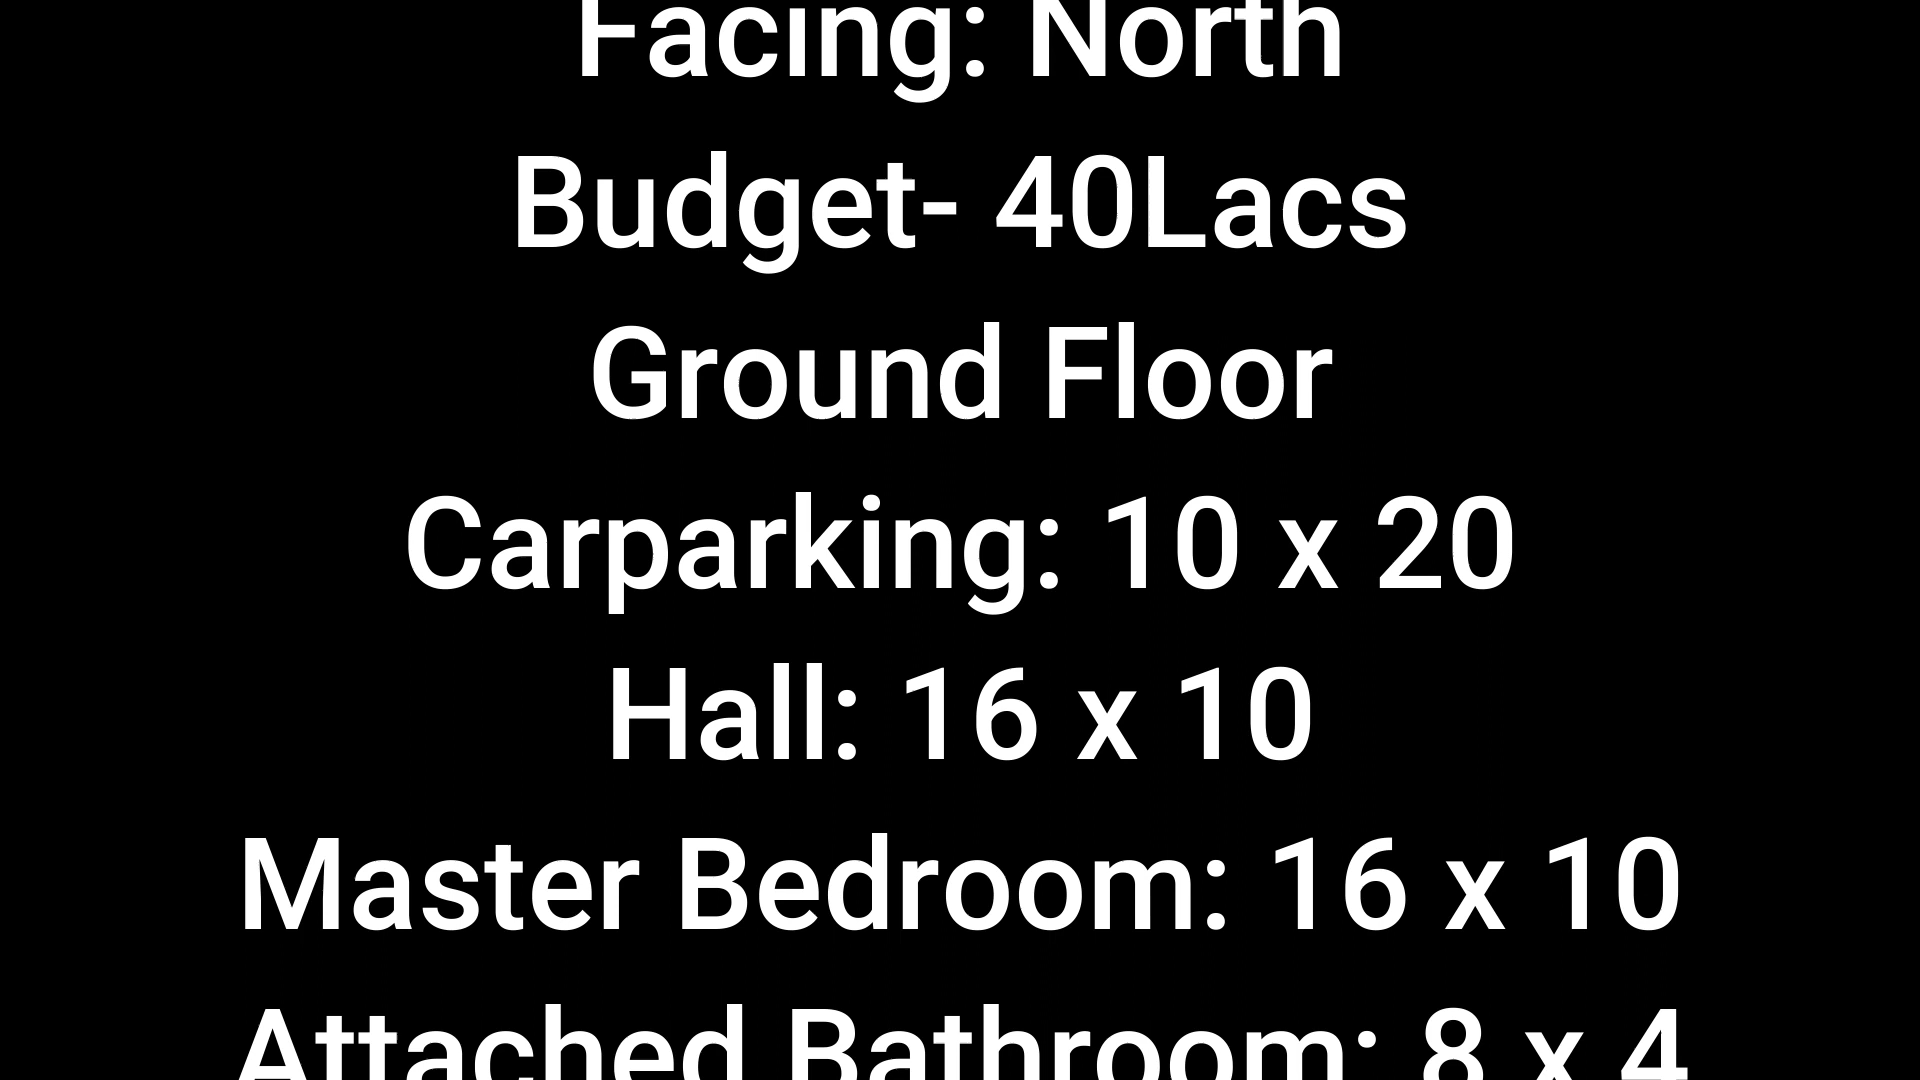 Facing: North
Budget- 40Lacs
Ground Floor
Carparking: 10 x 20
Hall: 16 x 10
Master Bedroom: 16 x 10
Attached Bathroom: 8 x 4